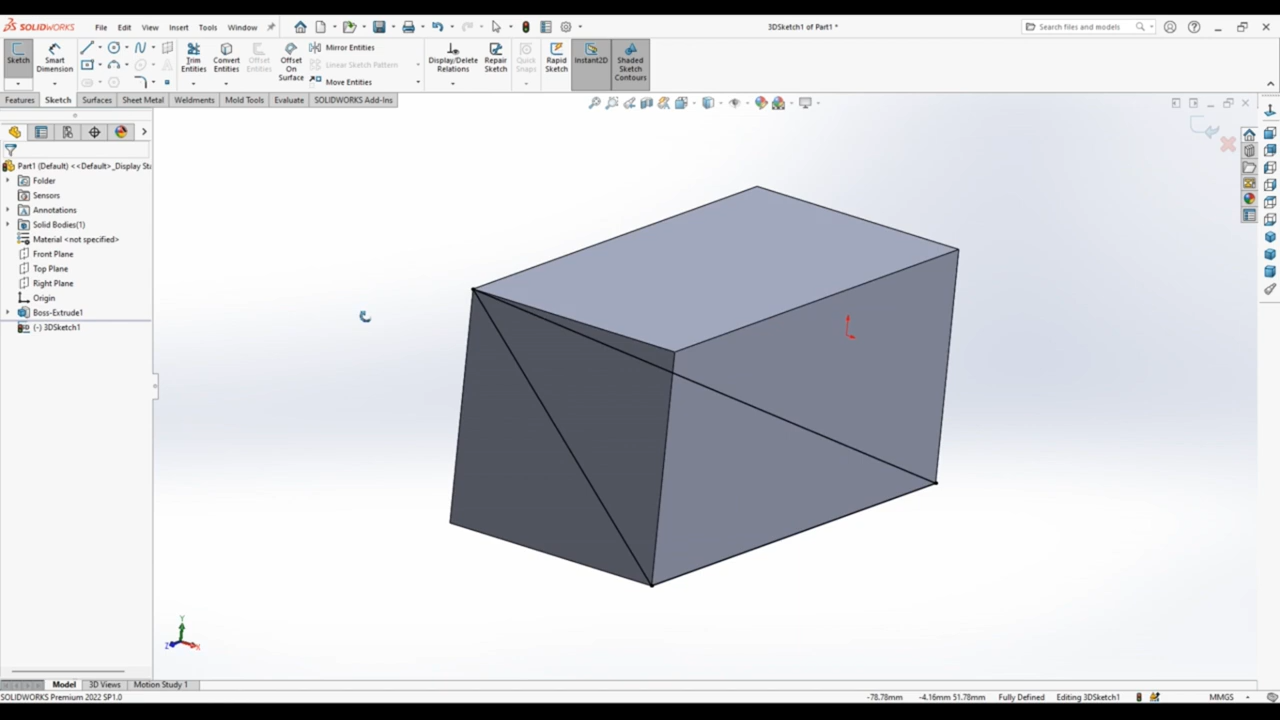 SOLIDWORKS File Edit View Insert Tools Window 3DSketch1 of Part1 * Search files and models
Sketch Smart Dimension Trim Entities Convert Entities Offset Entities Offset On Surface Mirror Entities Linear Sketch Pattern Move Entities Display/Delete Relations Repair Sketch Quick Snaps Rapid Sketch Instant2D Shaded Sketch Contours
Features Sketch Surfaces Sheet Metal Weldments Mold Tools Evaluate SOLIDWORKS Add-Ins
Part1 (Default) <<Default>_Display Sta
Folder
Sensors
Annotations
Solid Bodies(1)
Material <not specified>
Front Plane
Top Plane
Right Plane
Origin
Boss-Extrude1
(-) 3DSketch1
Y
Z X
Model 3D Views Motion Study 1
SOLIDWORKS Premium 2022 SP1.0 -78.78mm -4.16mm 51.78mm Fully Defined Editing 3DSketch1 MMGS